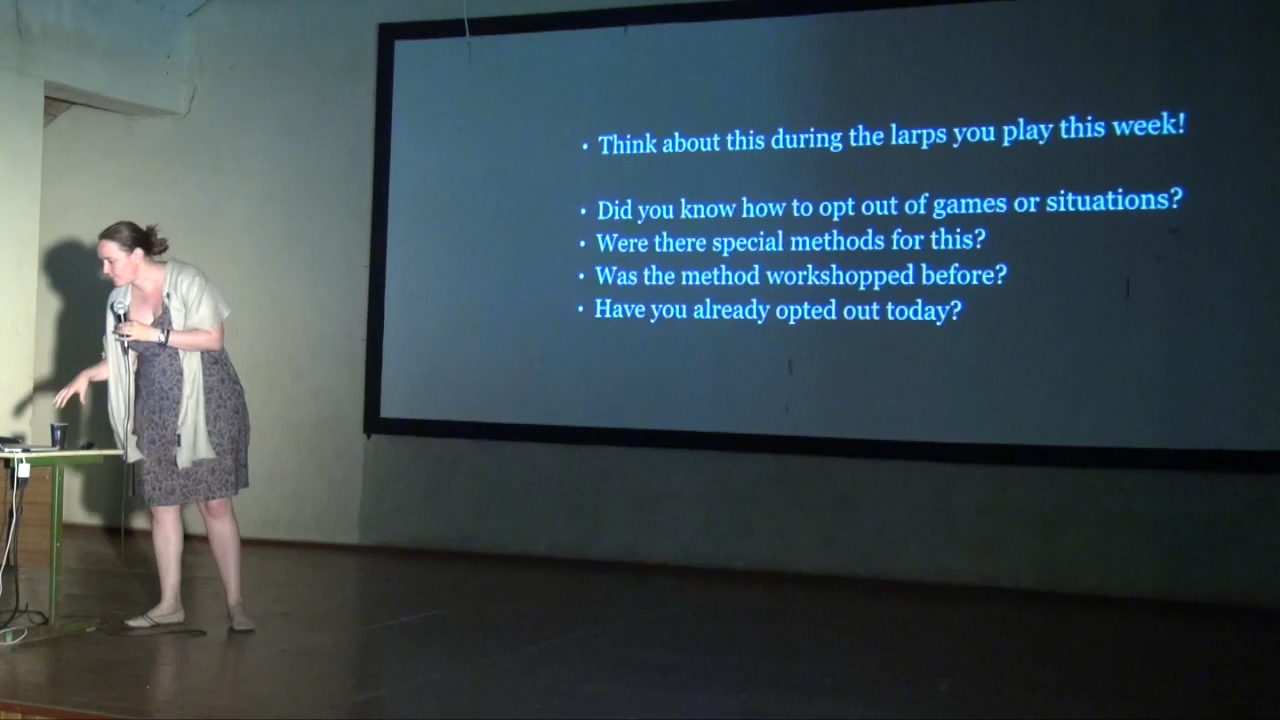 • Think about this during the larps you play this week!
• Did you know how to opt out of games or situations?
• Were there special methods for this?
• Was the method workshopped before?
• Have you already opted out today?